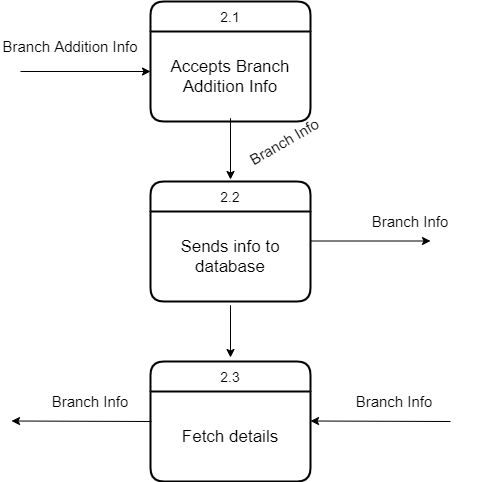 2.1
Branch Addition Info
Accepts Branch
Addition Info
Branch Info
2.2
Branch Info
Sends info to
database
2.3
Branch Info
Branch Info
Fetch details